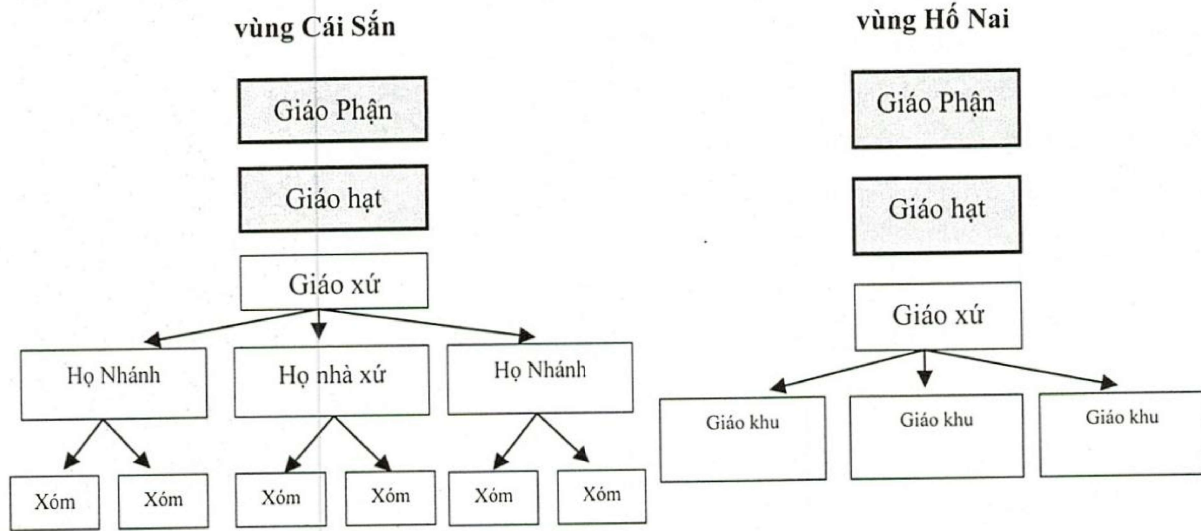 vùng Cái Sắn
Giáo Phận
Giáo hạt
Giáo xứ
Họ Nhánh
Họ nhà xứ
Họ Nhánh
Xóm
Xóm
Xóm
Xóm
Xóm
Xóm
vùng Hố Nai
Giáo Phận
Giáo hạt
Giáo xứ
Giáo khu
Giáo khu
Giáo khu